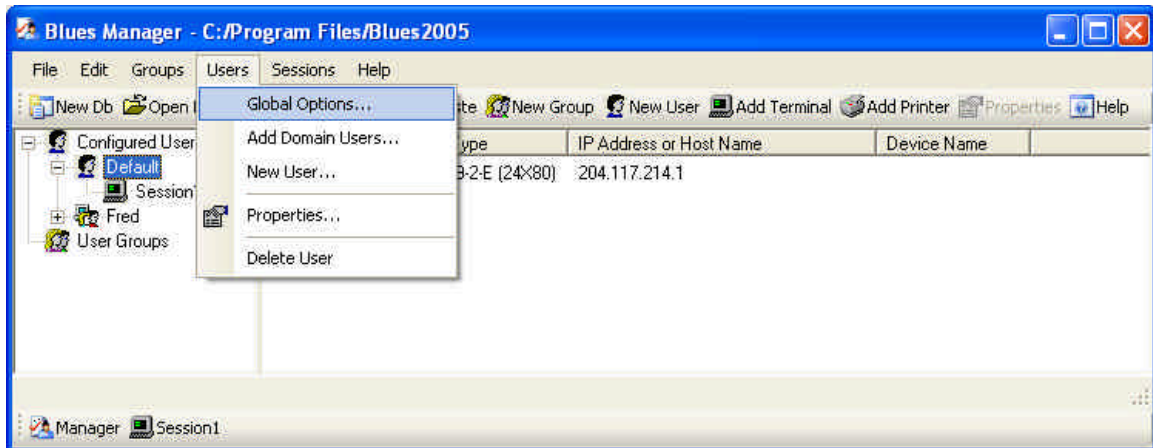 Blues Manager - C:/Program Files/Blues2005
File Edit Groups Users Sessions Help
New Db Open New Group New User Add Terminal Add Printer Properties Help
Global Options...
Add Domain Users...
New User...
Properties...
Delete User
Configured User
IP Address or Host Name Device Name
Default
(24X80) 204.117.214.1
Session
Fred
User Groups
Manager Session1